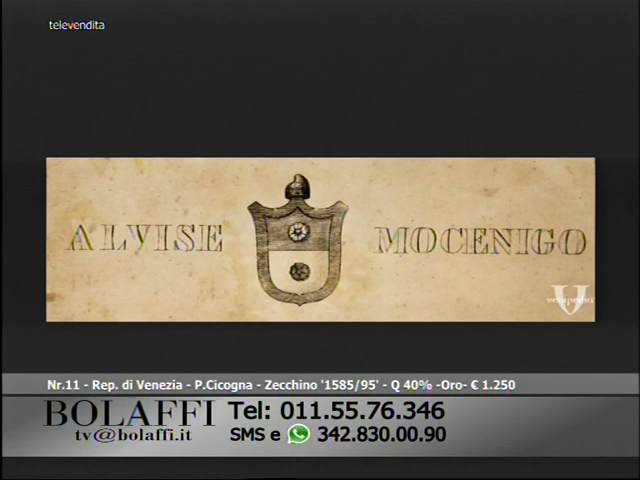 televendita
ALVISE MOCENIGO
venipedia
Nr.11 - Rep. di Venezia - P.Cicogna - Zecchino '1585/95' - Q 40% -Oro- € 1.250
BOLAFFI
tv@bolaffi.it
Tel: 011.55.76.346
SMS e 342.830.00.90